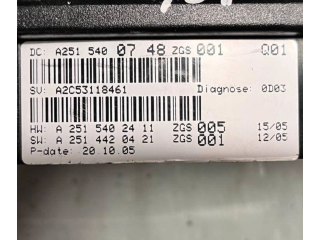 DC: A251 540 07 48 ZGS 001 Q01
SV: A2C53118461 Diagnose: 0D03
HW: A 251 540 24 11 ZGS 005 15/05
SW: A 251 442 04 21 ZGS 001 12/05
P-date: 20.10.05